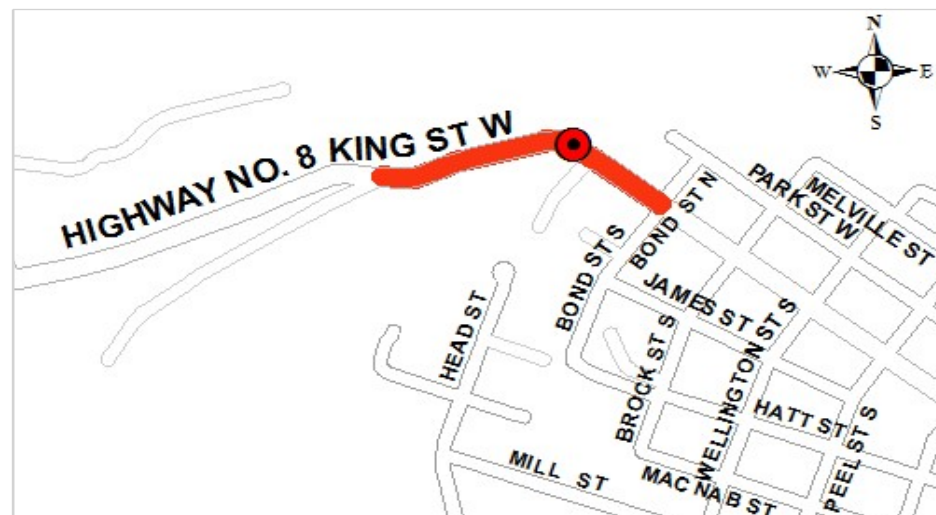 N
W E
S
HIGHWAY NO. 8 KING ST W
PARK ST W
MELVILLE ST
BOND ST N
BOND ST S
JAMES ST
HEAD ST
BROCK ST S
WELLINGTON ST S
HATT ST
PEEL ST S
MILL ST
MAC NAB ST